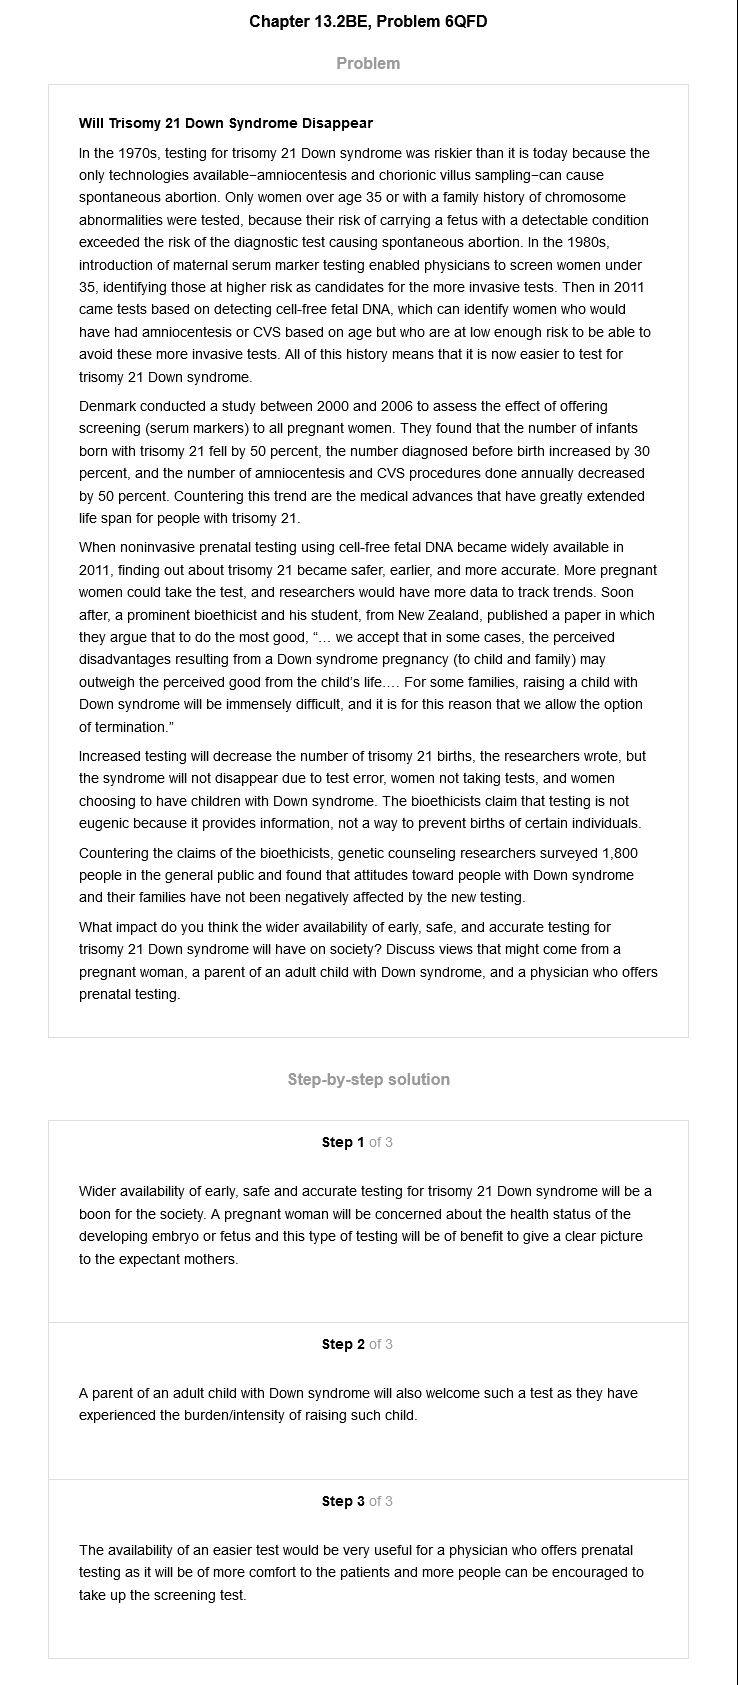 Chapter 13.2BE, Problem 6QFD
Problem
Will Trisomy 21 Down Syndrome Disappear
In the 1970s, testing for trisomy 21 Down syndrome was riskier than it is today because the
only technologies available−amniocentesis and chorionic villus sampling−can cause
spontaneous abortion. Only women over age 35 or with a family history of chromosome
abnormalities were tested, because their risk of carrying a fetus with a detectable condition
exceeded the risk of the diagnostic test causing spontaneous abortion. In the 1980s,
introduction of maternal serum marker testing enabled physicians to screen women under
35, identifying those at higher risk as candidates for the more invasive tests. Then in 2011
came tests based on detecting cell-free fetal DNA, which can identify women who would
have had amniocentesis or CVS based on age but who are at low enough risk to be able to
avoid these more invasive tests. All of this history means that it is now easier to test for
trisomy 21 Down syndrome.
Denmark conducted a study between 2000 and 2006 to assess the effect of offering
screening (serum markers) to all pregnant women. They found that the number of infants
born with trisomy 21 fell by 50 percent, the number diagnosed before birth increased by 30
percent, and the number of amniocentesis and CVS procedures done annually decreased
by 50 percent. Countering this trend are the medical advances that have greatly extended
life span for people with trisomy 21.
When noninvasive prenatal testing using cell-free fetal DNA became widely available in
2011, finding out about trisomy 21 became safer, earlier, and more accurate. More pregnant
women could take the test, and researchers would have more data to track trends. Soon
after, a prominent bioethicist and his student, from New Zealand, published a paper in which
they argue that to do the most good, “... we accept that in some cases, the perceived
disadvantages resulting from a Down syndrome pregnancy (to child and family) may
outweigh the perceived good from the child’s life.... For some families, raising a child with
Down syndrome will be immensely difficult, and it is for this reason that we allow the option
of termination.”
Increased testing will decrease the number of trisomy 21 births, the researchers wrote, but
the syndrome will not disappear due to test error, women not taking tests, and women
choosing to have children with Down syndrome. The bioethicists claim that testing is not
eugenic because it provides information, not a way to prevent births of certain individuals.
Countering the claims of the bioethicists, genetic counseling researchers surveyed 1,800
people in the general public and found that attitudes toward people with Down syndrome
and their families have not been negatively affected by the new testing.
What impact do you think the wider availability of early, safe, and accurate testing for
trisomy 21 Down syndrome will have on society? Discuss views that might come from a
pregnant woman, a parent of an adult child with Down syndrome, and a physician who offers
prenatal testing.
Step-by-step solution
Step 1 of 3
Wider availability of early, safe and accurate testing for trisomy 21 Down syndrome will be a
boon for the society. A pregnant woman will be concerned about the health status of the
developing embryo or fetus and this type of testing will be of benefit to give a clear picture
to the expectant mothers.
Step 2 of 3
A parent of an adult child with Down syndrome will also welcome such a test as they have
experienced the burden/intensity of raising such child.
Step 3 of 3
The availability of an easier test would be very useful for a physician who offers prenatal
testing as it will be of more comfort to the patients and more people can be encouraged to
take up the screening test.